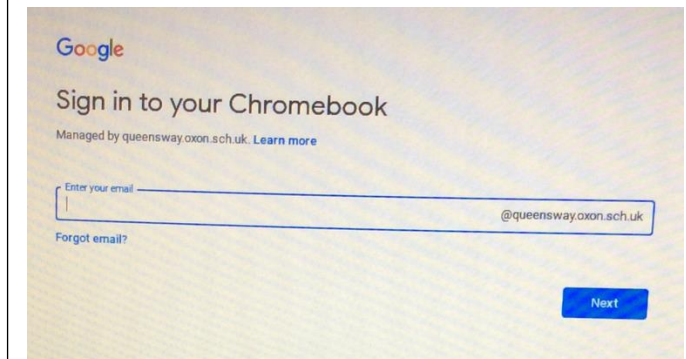 Google
Sign in to your Chromebook
Managed by queensway.oxon.sch.uk. Learn more
Enter your email
@queensway.oxon.sch.uk
Forgot email?
Next